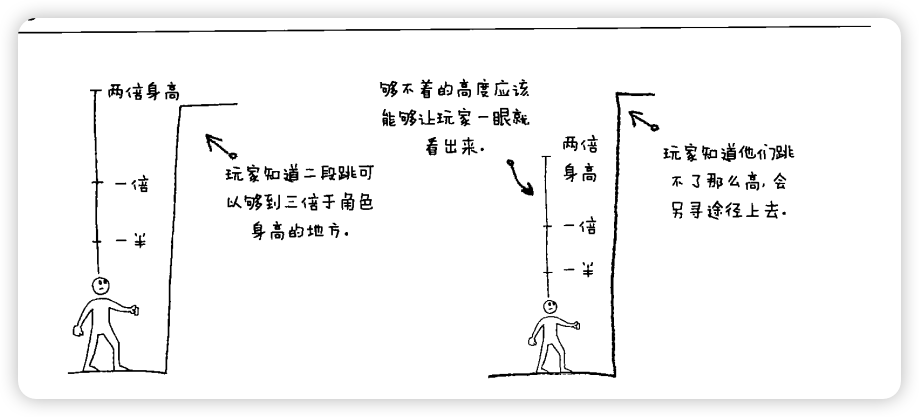 两倍身高
一倍
一半
玩家知道二段跳可
以够到三倍于角色
身高的地方.
够不着的高度应该
能够让玩家一眼就
看出来.
两倍
身高
一倍
一半
玩家知道他们跳
不了那么高,会
另寻途径上去.